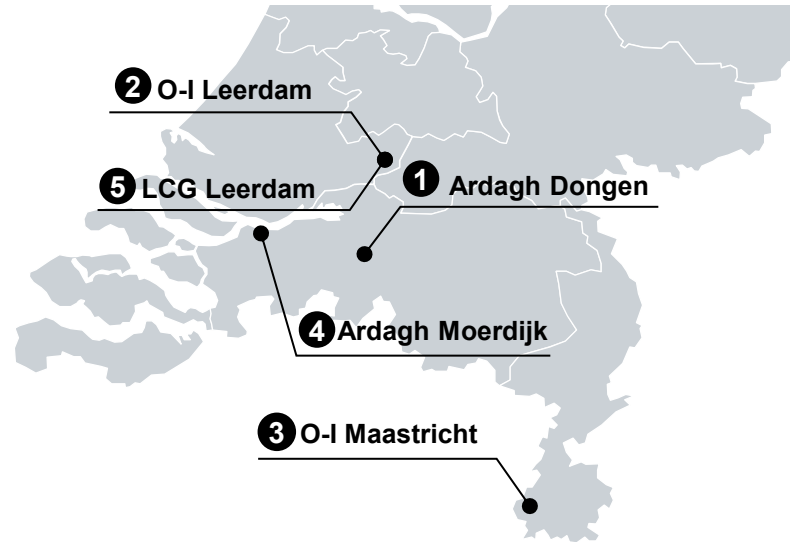 2 O-I Leerdam
5 LCG Leerdam
1 Ardagh Dongen
4 Ardagh Moerdijk
3 O-I Maastricht